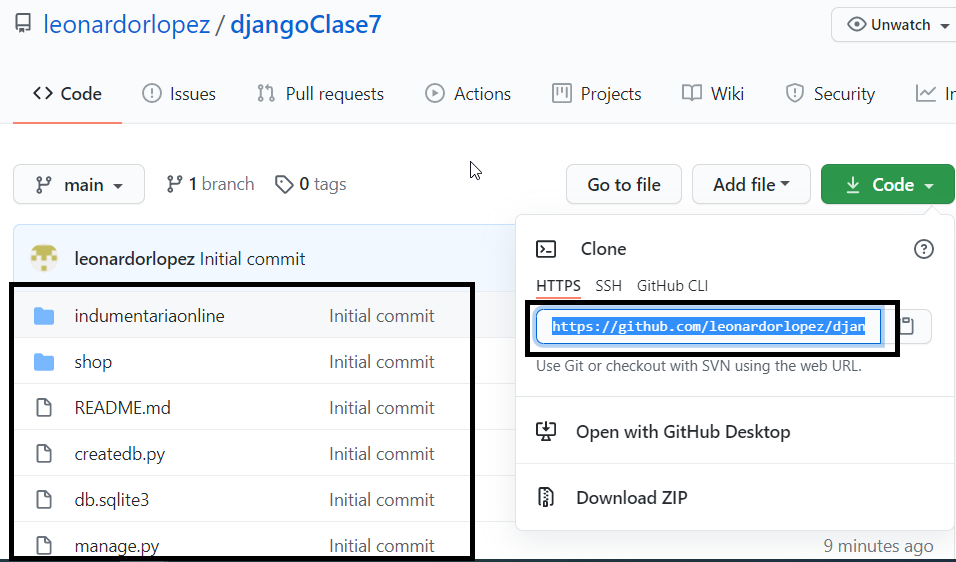 leonardorlopez / djangoClase7
Unwatch
Code Issues Pull requests Actions Projects Wiki Security
main 1 branch 0 tags Go to file Add file Code
leonardorlopez Initial commit
indumentariaonline Initial commit
shop Initial commit
README.md Initial commit
createdb.py Initial commit
db.sqlite3 Initial commit
manage.py Initial commit
Clone
HTTPS SSH GitHub CLI
https://github.com/leonardorlopez/djan
Use Git or checkout with SVN using the web URL.
Open with GitHub Desktop
Download ZIP
9 minutes ago